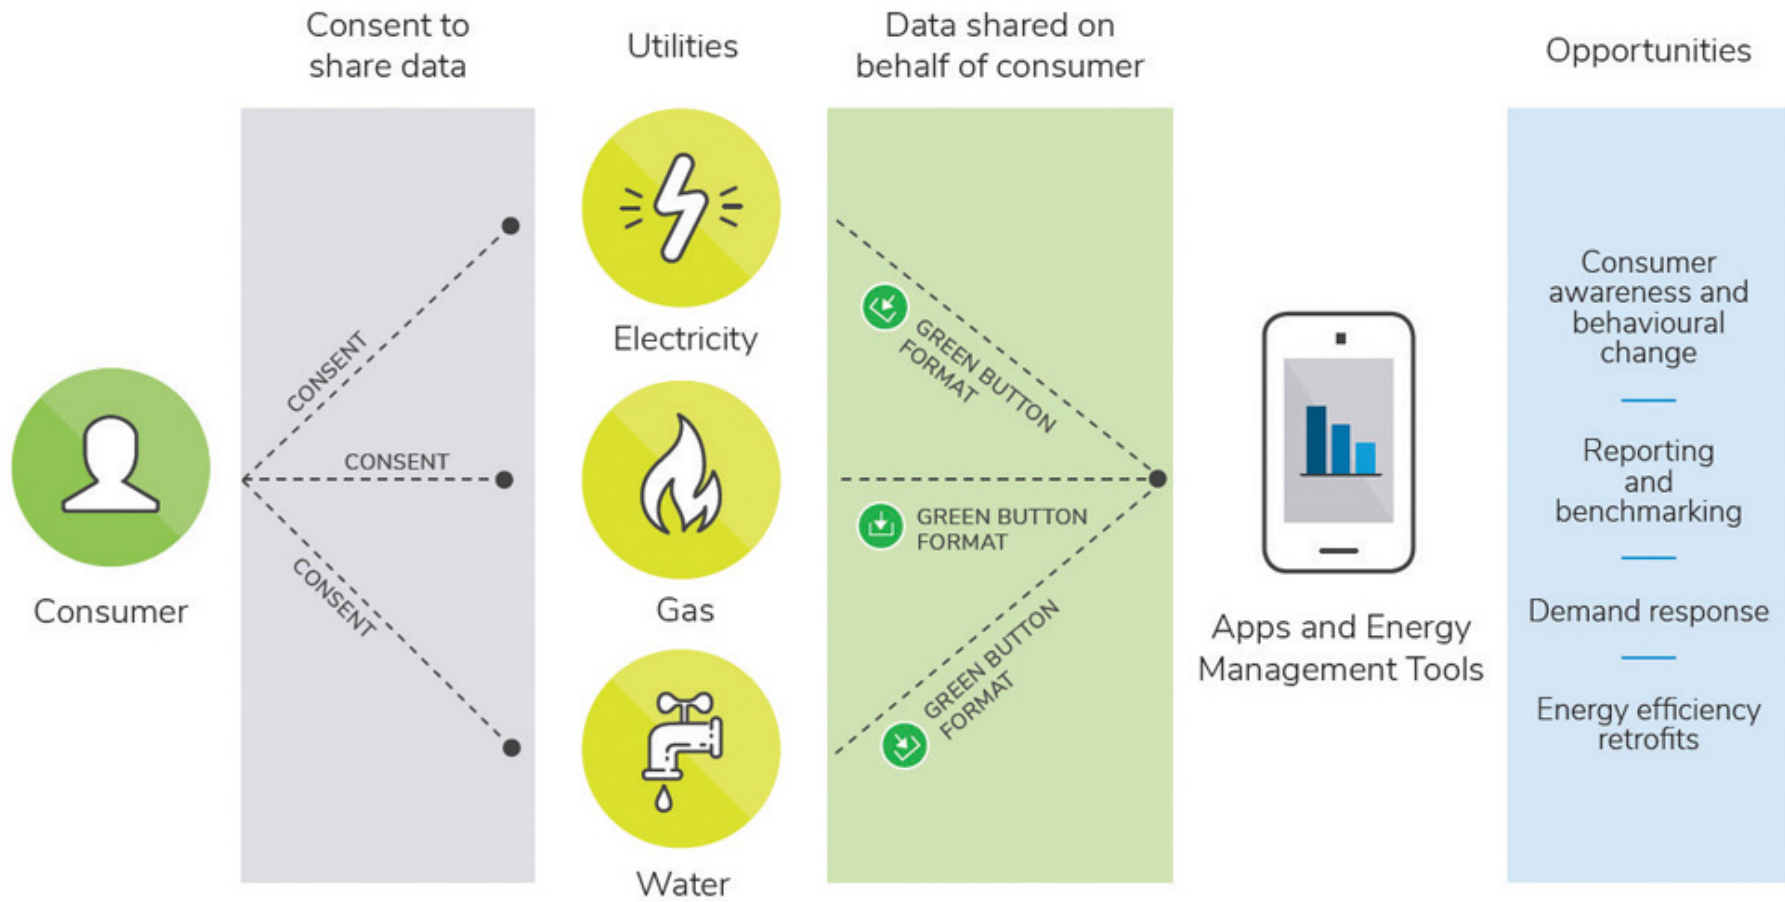 Consent to
share data
Utilities
Data shared on
behalf of consumer
Opportunities
Consumer
CONSENT
CONSENT
CONSENT
Electricity
Gas
Water
GREEN BUTTON
FORMAT
GREEN BUTTON
FORMAT
GREEN BUTTON
FORMAT
Apps and Energy
Management Tools
Consumer
awareness and
behavioural
change
Reporting
and
benchmarking
Demand response
Energy efficiency
retrofits